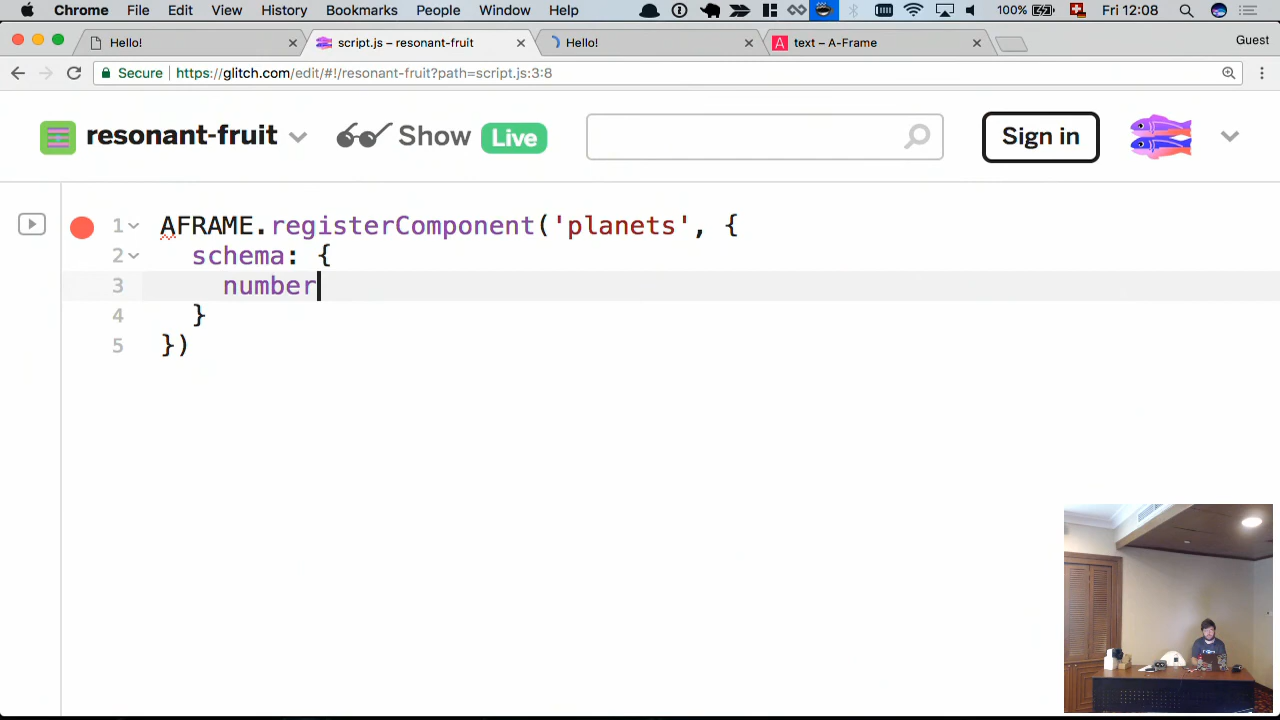 Chrome File Edit View History Bookmarks People Window Help 100% Fri 12:08
Hello! script.js – resonant-fruit Hello! text – A-Frame Guest
Secure https://glitch.com/edit/#!/resonant-fruit?path=script.js:3:8
resonant-fruit Show Live Sign in
1 AFRAME.registerComponent('planets', {
2 schema: {
3 number
4 }
5 })